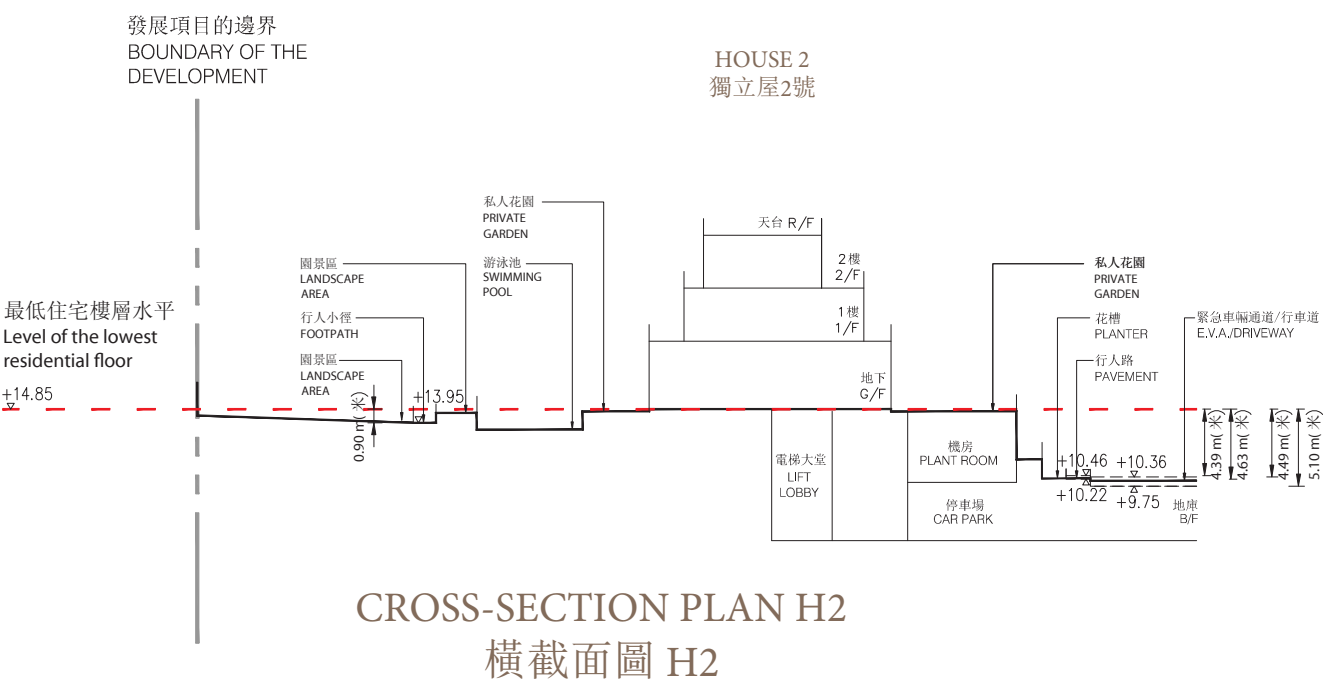 發展項目的邊界
BOUNDARY OF THE
DEVELOPMENT
HOUSE 2
獨立屋2號
私人花園
PRIVATE
GARDEN
天台 R/F
園景區
LANDSCAPE
AREA
游泳池
SWIMMING
POOL
2樓
2/F
私人花園
PRIVATE
GARDEN
最低住宅樓層水平
Level of the lowest
residential floor
行人小徑
FOOTPATH
1樓
1/F
花槽
PLANTER
緊急車輛通道/行車道
E.V.A./DRIVEWAY
園景區
LANDSCAPE
AREA
行人路
PAVEMENT
地下
G/F
+14.85
+13.95
0.90 m(米)
電梯大堂
LIFT
LOBBY
機房
PLANT ROOM
+10.46
+10.36
+10.22
+9.75
4.39 m(米)
4.63 m(米)
4.49 m(米)
5.10 m(米)
停車場
CAR PARK
地庫
B/F
CROSS-SECTION PLAN H2
橫截面圖 H2